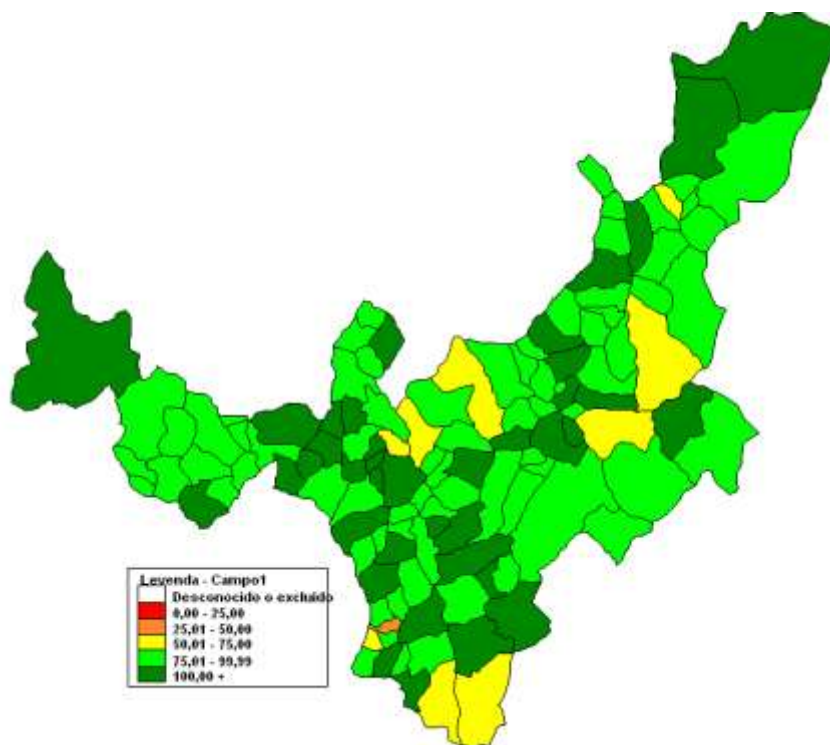 Leyenda - Campo1
Desconocido o excluído
0,00 - 25,00
25,01 - 50,00
50,01 - 75,00
75,01 - 99,99
100,00 +